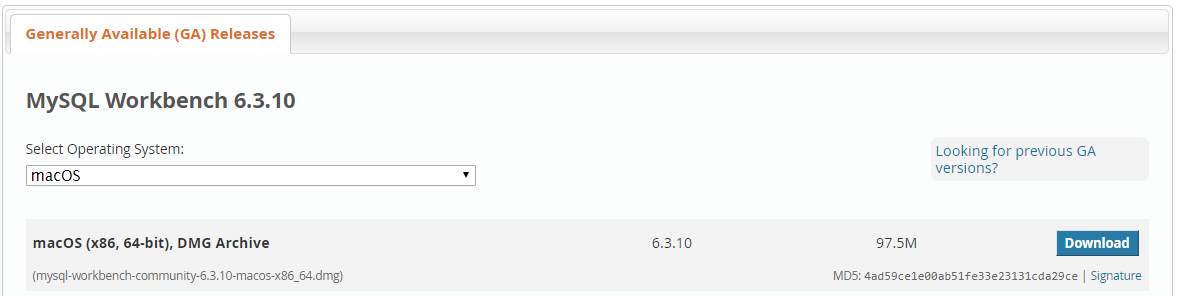 Generally Available (GA) Releases
MySQL Workbench 6.3.10
Select Operating System:
macOS
Looking for previous GA
versions?
macOS (x86, 64-bit), DMG Archive 6.3.10 97.5M Download
(mysql-workbench-community-6.3.10-macos-x86_64.dmg) MD5: 4ad59ce1e00ab51fe33e23131cda29ce | Signature